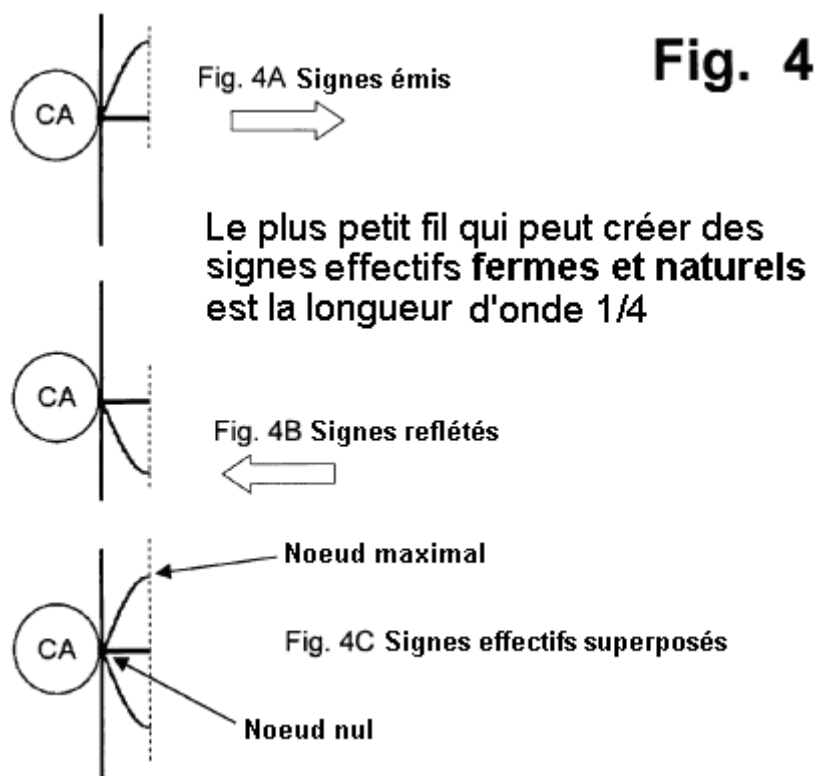 Fig. 4
Fig. 4A Signes émis
CA
Le plus petit fil qui peut créer des
signes effectifs fermes et naturels
est la longueur d'onde 1/4
CA
Fig. 4B Signes reflétés
Noeud maximal
CA
Fig. 4C Signes effectifs superposés
Noeud nul